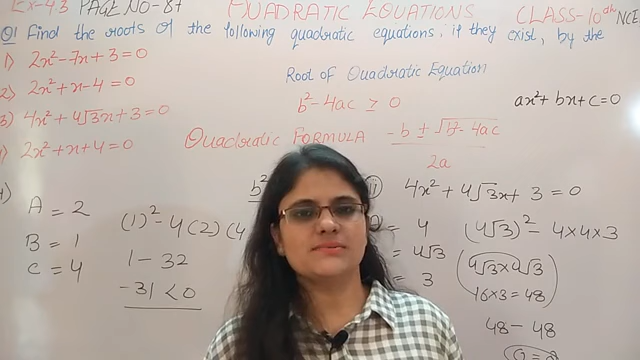 Ex-4.3 PAGE NO-87 QUADRATIC EQUATIONS CLASS-10th NCE
Q1 Find the roots of the following quadratic equations, if they exist, by the
1) 2x²-7x+3=0
2) 2x²+x-4=0
3) 4x²+4√3x+3=0
) 2x²+x+4=0
Root of Quadratic Equation
b²-4ac ≥ 0
ax²+bx+c=0
QUADRATIC FORMULA -b ± √b²-4ac
2a
A = 2
B = 1
C = 4
b²
(1)²-4(2)(4
1-32
-31<0
4x²+4√3x+3=0
= 4
= 4√3
= 3
(4√3)²-4×4×3
4√3×4√3
16×3=48
48-48